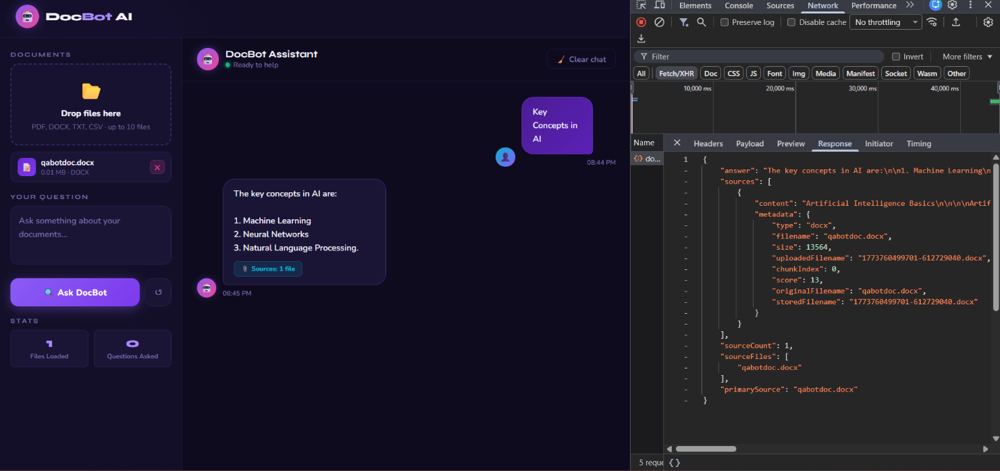 DocBot AI
DOCUMENTS
Drop files here
PDF, DOCX, TXT, CSV · up to 10 files
qabotdoc.docx
0.01 MB · DOCX
YOUR QUESTION
Ask something about your
documents...
Ask DocBot
STATS
1
Files Loaded
0
Questions Asked
DocBot Assistant
Ready to help
Clear chat
Key
Concepts in
AI
08:44 PM
The key concepts in AI are:
1. Machine Learning
2. Neural Networks
3. Natural Language Processing.
Sources: 1 file
08:45 PM
Elements Console Sources Network Performance
Preserve log Disable cache No throttling
Filter Invert More filters
All Fetch/XHR Doc CSS JS Font Img Media Manifest Socket Wasm Other
10,000 ms 20,000 ms 30,000 ms 40,000 ms
Name Headers Payload Preview Response Initiator Timing
do...
1 {
- "answer": "The key concepts in AI are:\n\n1. Machine Learning\n
- "sources": [
- {
- "content": "Artificial Intelligence Basics\n\n\n\nArtif
- "metadata": {
- "type": "docx",
- "filename": "qabotdoc.docx",
- "size": 13564,
- "uploadedFilename": "1773760499701-612729040.docx",
- "chunkIndex": 0,
- "score": 13,
- "originalFilename": "qabotdoc.docx",
- "storedFilename": "1773760499701-612729040.docx"
- }
- }
- ],
- "sourceCount": 1,
- "sourceFiles": [
- "qabotdoc.docx"
- ],
- "primarySource": "qabotdoc.docx"
- }
5 reque { }